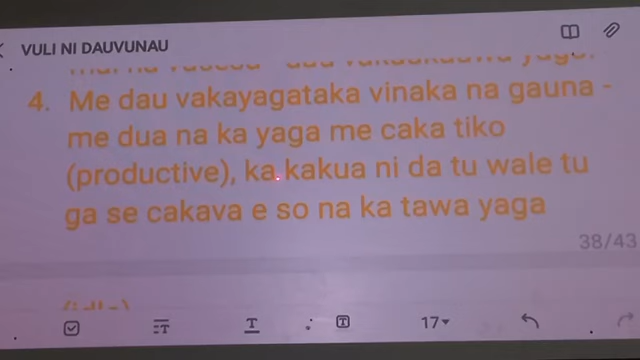 VULI NI DAUVUNAU
4. Me dau vakayagataka vinaka na gauna -
me dua na ka yaga me caka tiko
(productive), ka kakua ni da tu wale tu
ga se cakava e so na ka tawa yaga
38/43
17